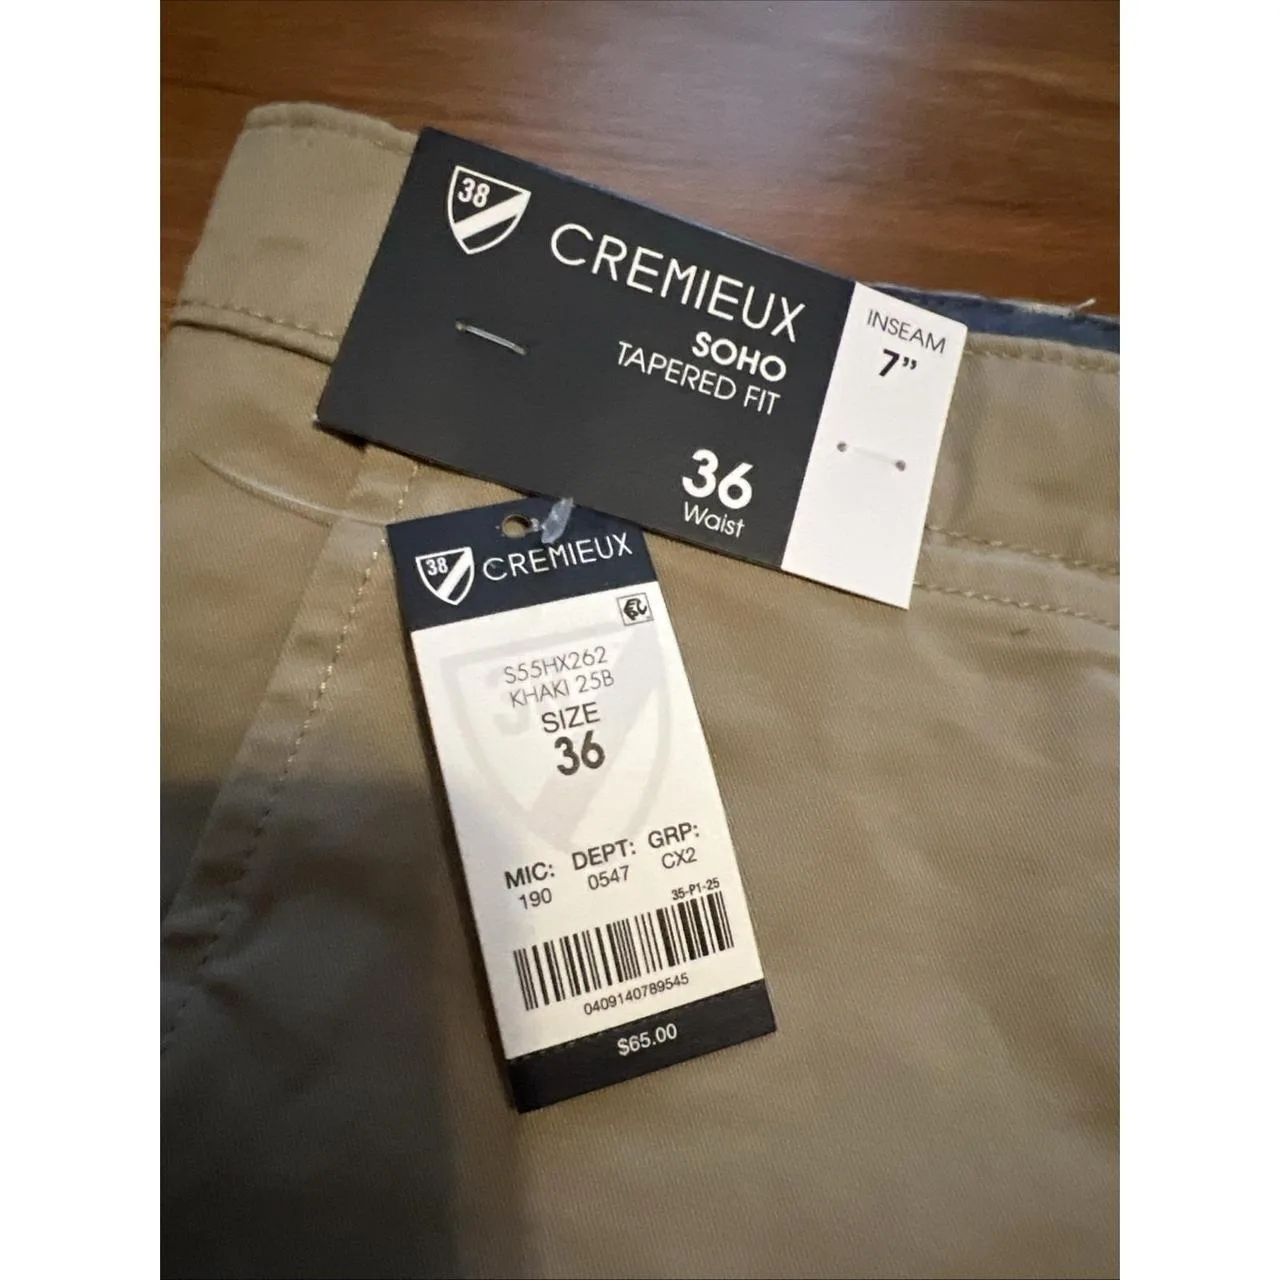 38
CREMIEUX
SOHO
TAPERED FIT
36
Waist
INSEAM
7"
38 CREMIEUX
S55HX262
KHAKI 25B
SIZE
36
MIC: DEPT: GRP:
190 0547 CX2
35-P1-25
0409140789545
$65.00